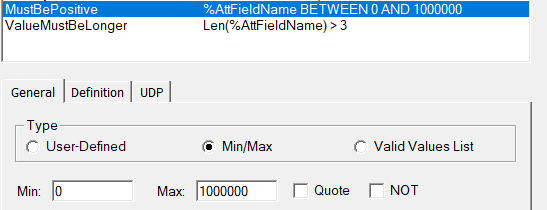 MustBePositive %AttFieldName BETWEEN 0 AND 1000000
ValueMustBeLonger Len(%AttFieldName) > 3
General Definition UDP
Type
User-Defined Min/Max Valid Values List
Min: 0 Max: 1000000 Quote NOT